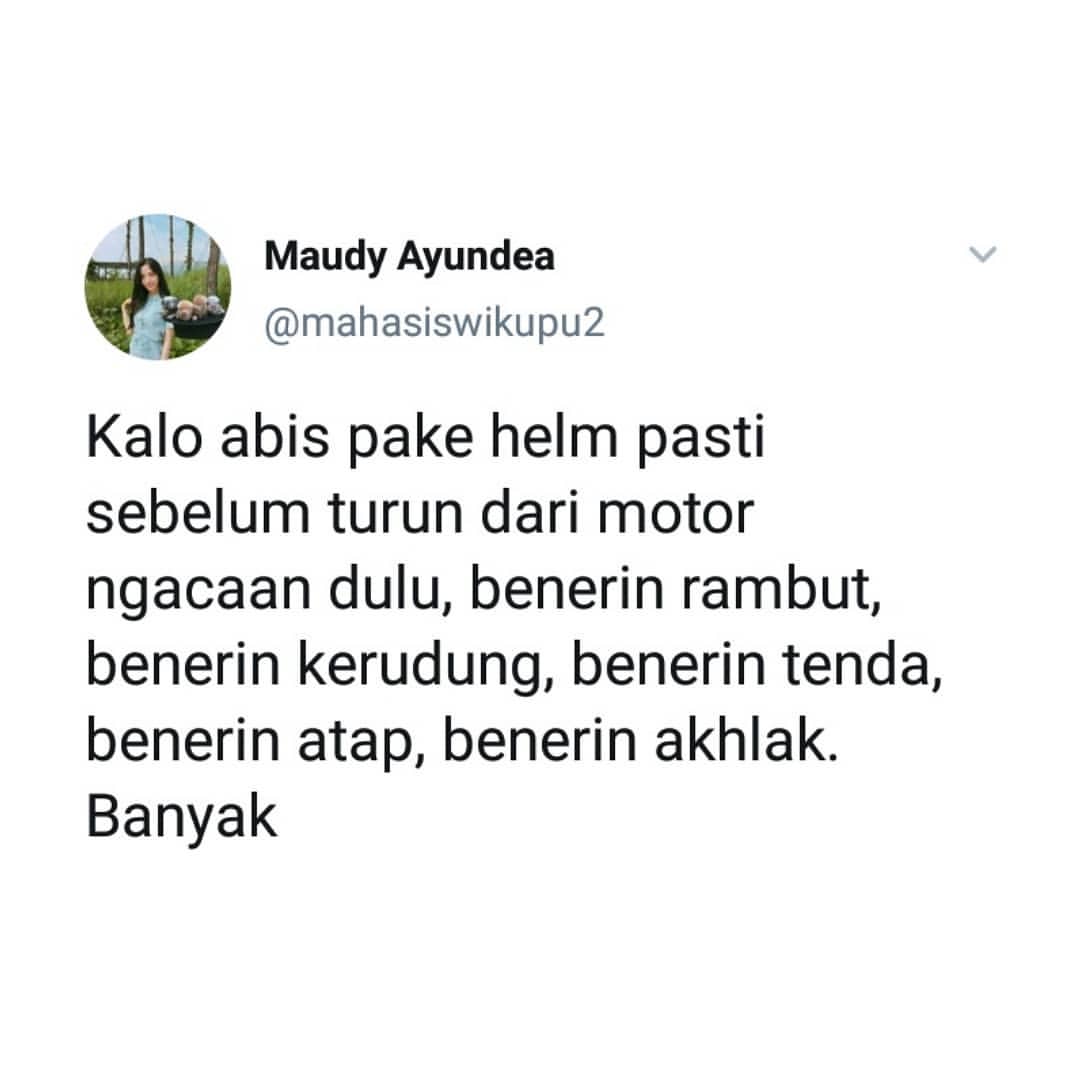 Maudy Ayundea
@mahasiswikupu2
Kalo abis pake helm pasti
sebelum turun dari motor
ngacaan dulu, benerin rambut,
benerin kerudung, benerin tenda,
benerin atap, benerin akhlak.
Banyak